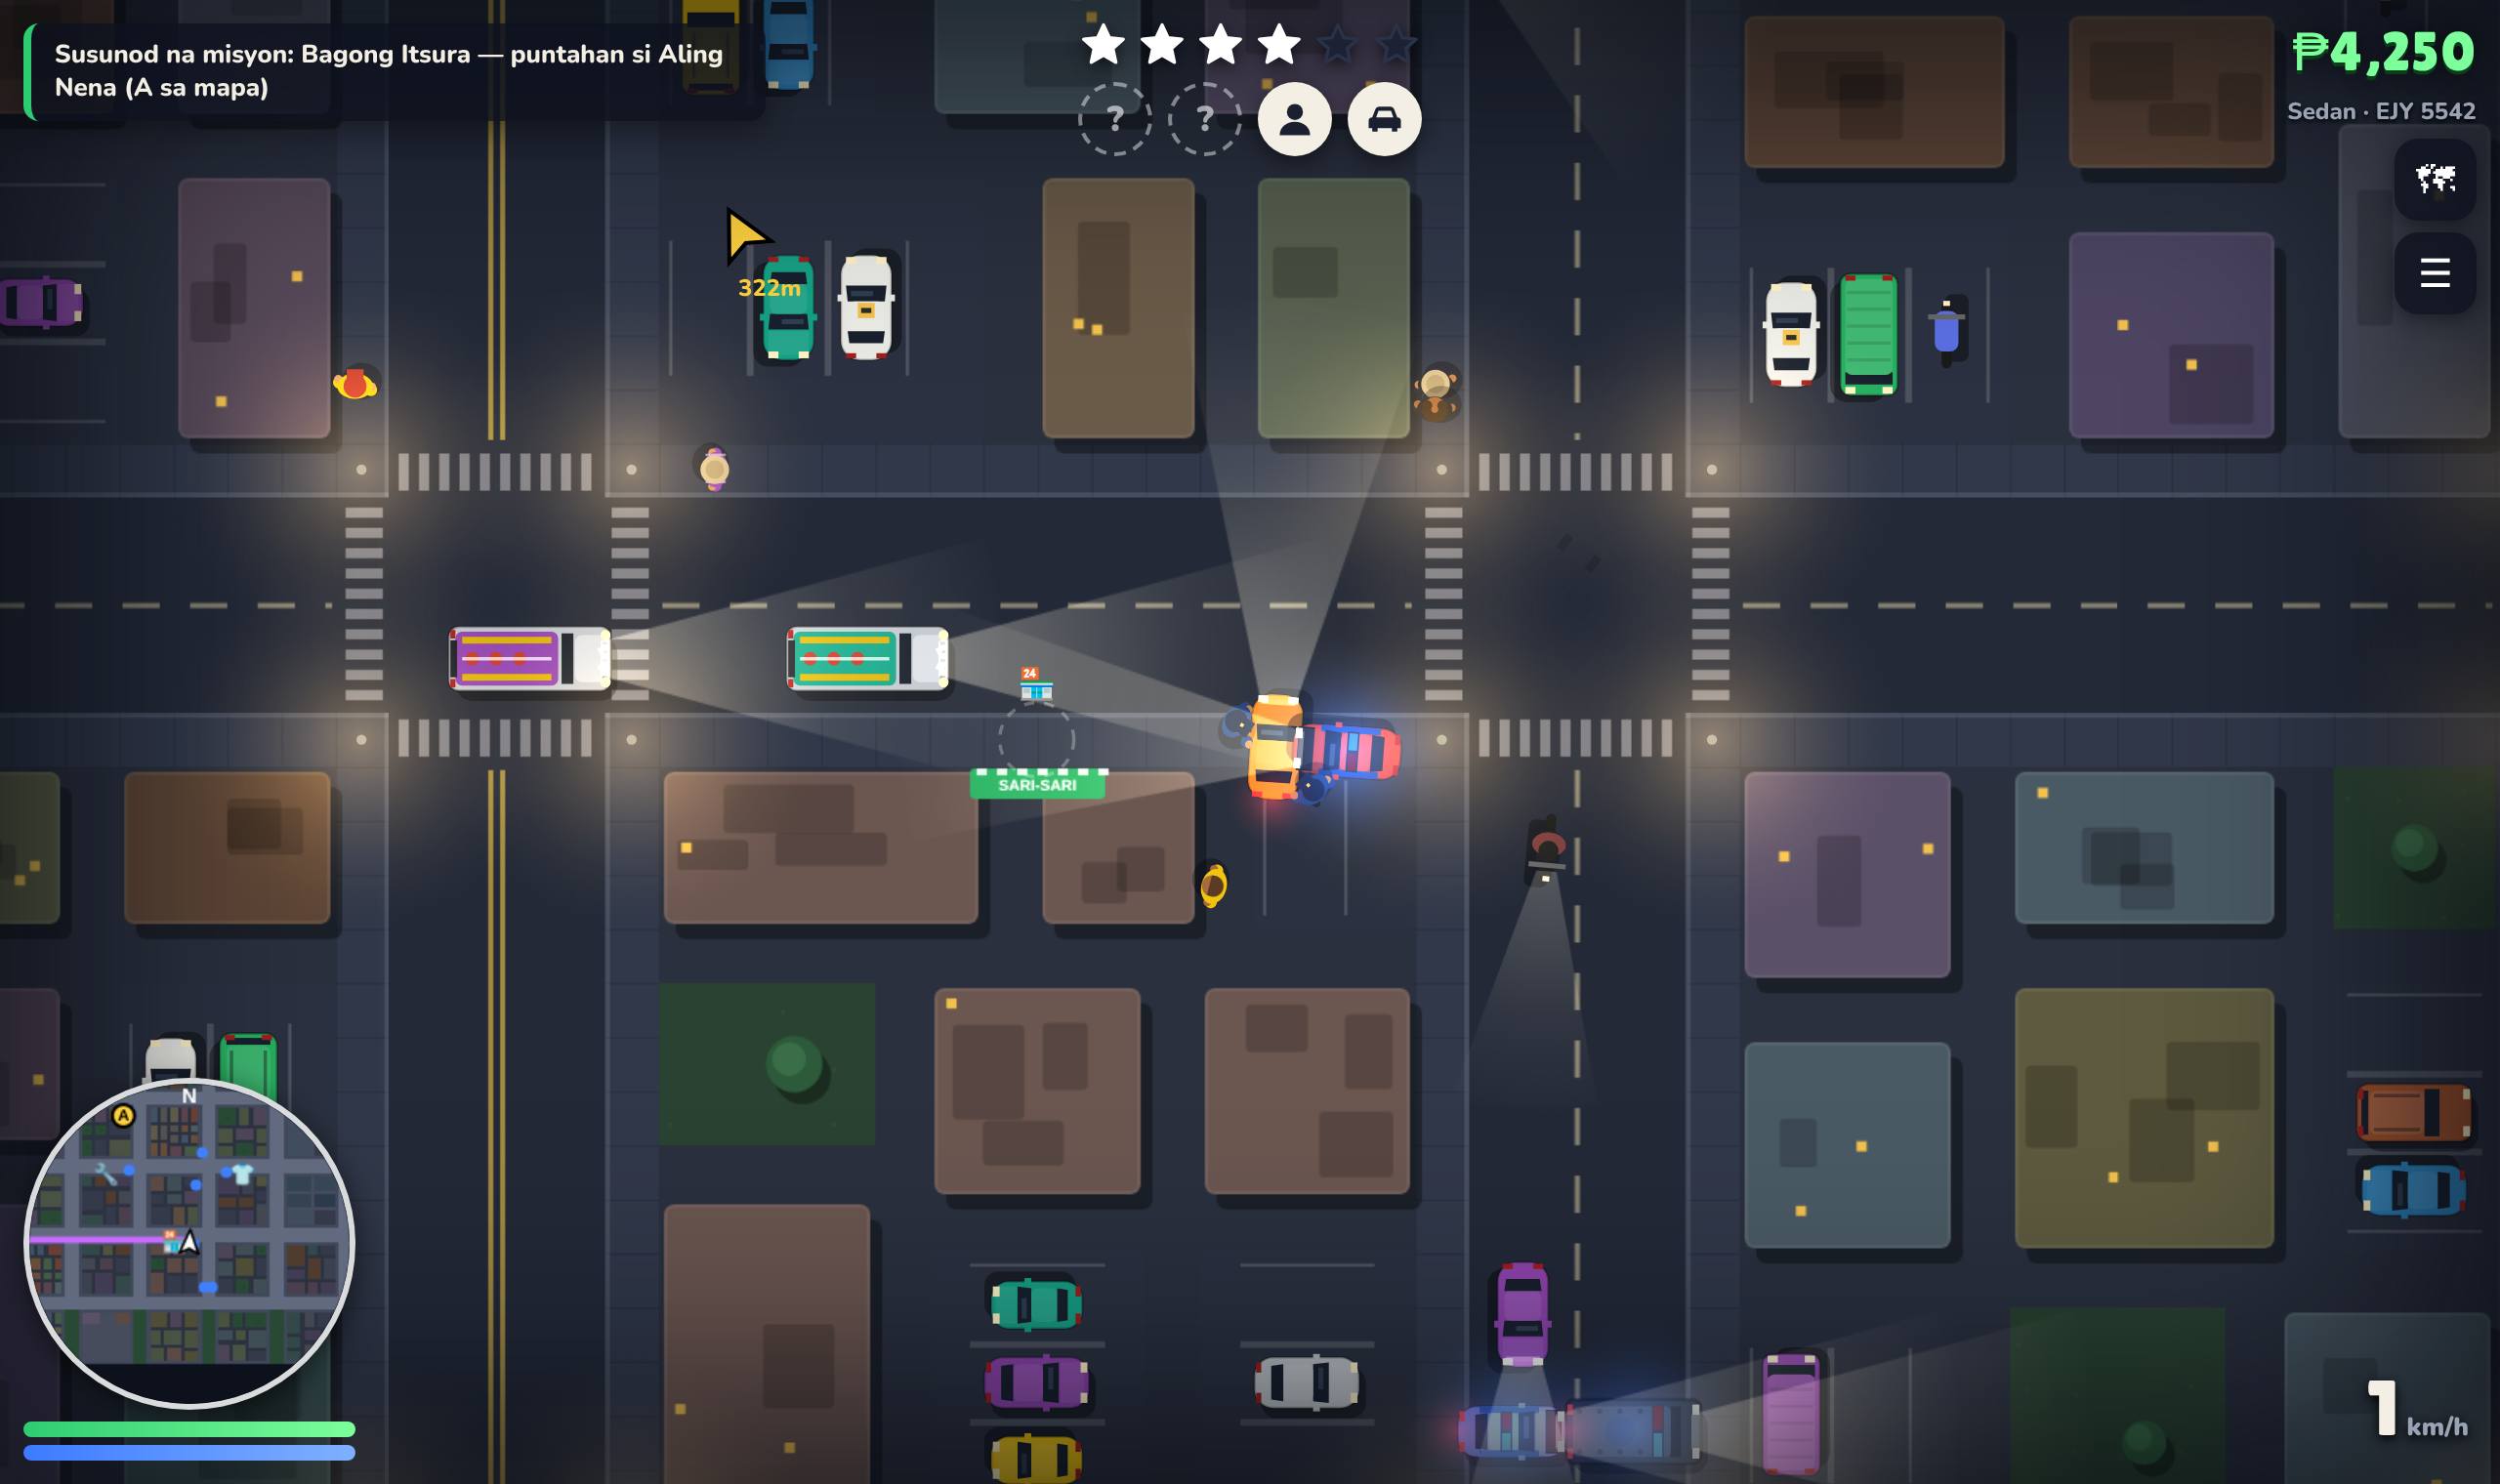 Susunod na misyon: Bagong Itsura — puntahan si Aling
Nena (A sa mapa)
? ?
₱4,250
Sedan · EJY 5542
322m
24
SARI-SARI
N
A
1 km/h